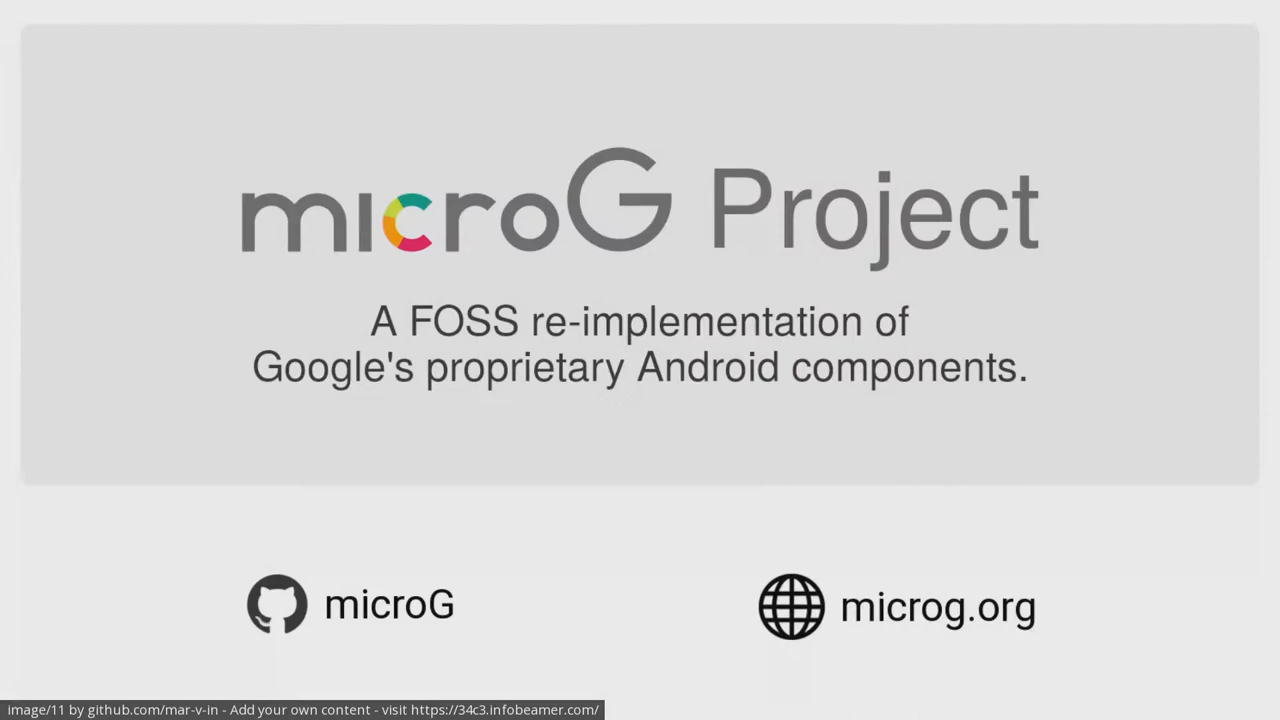 microG Project
A FOSS re-implementation of
Google's proprietary Android components.
microG
microg.org
image/11 by github.com/mar-v-in - Add your own content - visit https://34c3.infobeamer.com/